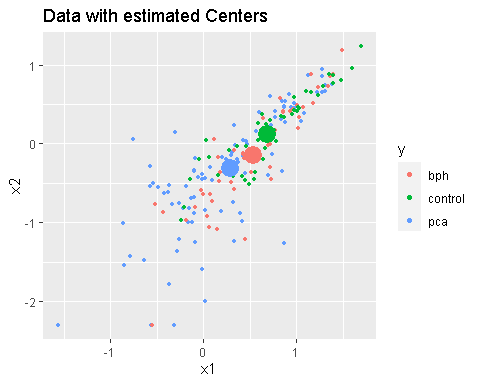 Data with estimated Centers
1
0
-1
-2
x2
-1
0
1
x1
y
bph
control
pca